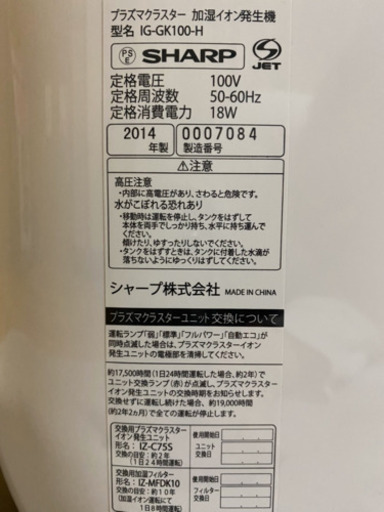 プラズマクラスター 加湿イオン発生機
型名 IG-GK100-H
PS
E
SHARP
S
JET
定格電圧 100V
定格周波数 50-60Hz
定格消費電力 18W
2014 0007084
年製 製造番号
⚠注意
高圧注意
・内部に高電圧があり、さわると危険です。
水がこぼれる恐れあり
・移動時は運転を停止し、タンクをはずして
本体を両手でしっかり持ち、水平に持ち運んで
ください。
傾けたり、ゆすったりしないでください。
・タンクをはずすときは、タンクに付着した水滴が
落ちないようにゆっくりはずしてください。
シャープ株式会社 MADE IN CHINA
プラズマクラスターユニット交換について
運転ランプ「弱」「標準」「フルパワー」「自動エコ」が
同時点滅した場合は、プラズマクラスターイオン
発生ユニットの電極部を清掃してください。
約17,500時間(1日24時間運転、約2年)で
ユニット交換ランプ(赤)が点滅し、プラズマクラスター
イオン発生ユニットの交換時期をお知らせします。
交換せずに運転し続けた場合、約19,000時間
(約2年2ヵ月)で全ての運転が停止します。
交換用プラズマクラスター
イオン発生ユニット
形名: IZ-C75S
交換の目安:約2年
(1日24時間運転)
使用開始日
ユニット
交換日
交換用加湿フィルター
形名: IZ-MFDK10
交換の目安:約10年
(加湿イオン運転にて
1日8時間運転)
使用開始日
フィルター
交換日